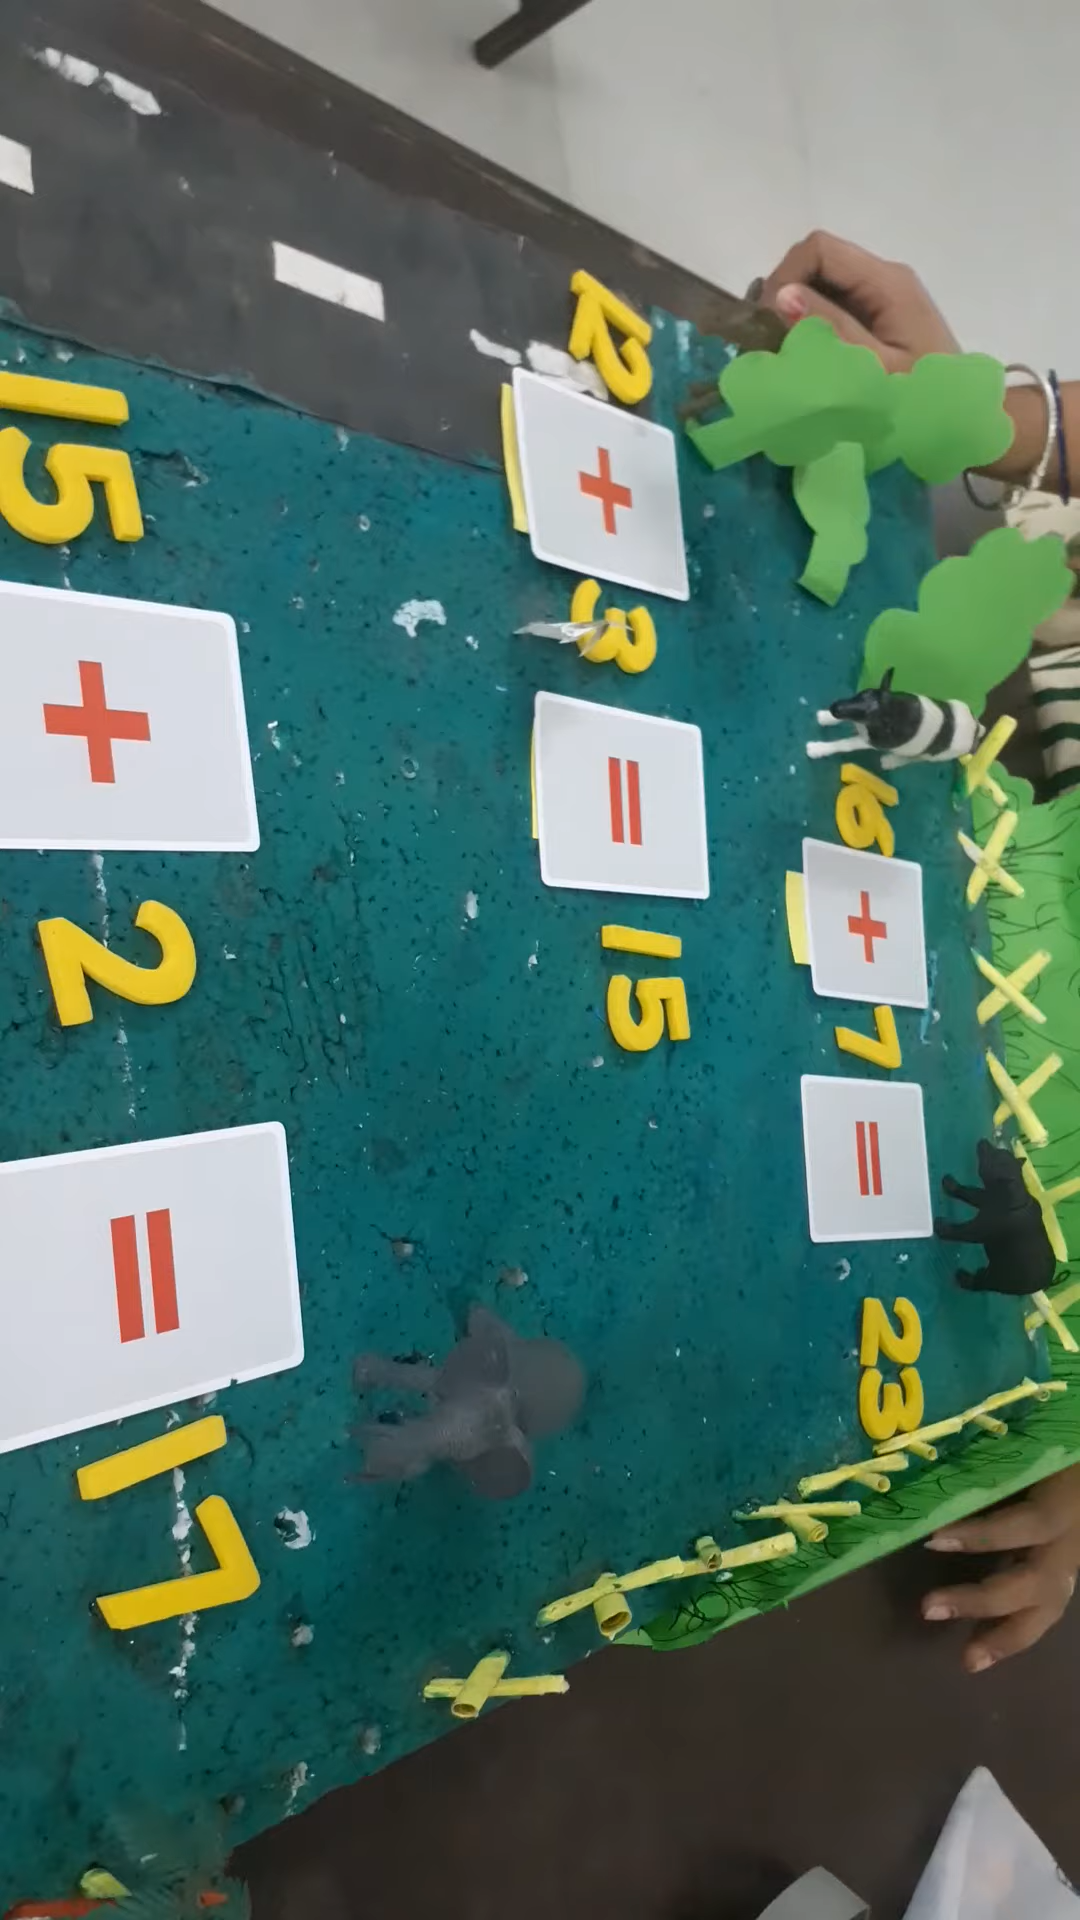 16 + 7 = 23
12 + 3 = 15
15 + 2 = 17